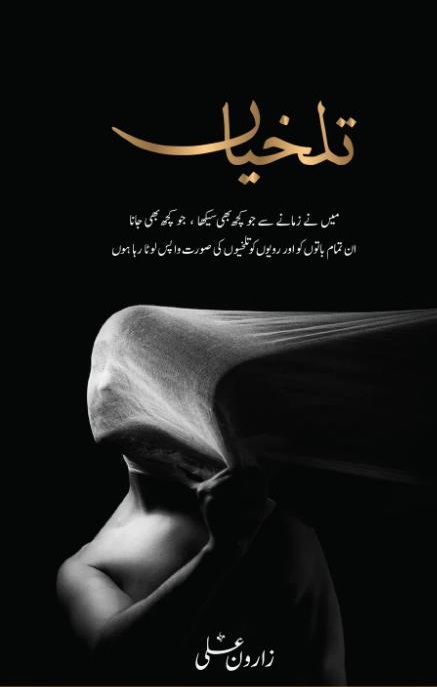 تلخیاں
میں نے زمانے سے جو کچھ بھی سیکھا ، جو کچھ بھی جانا
ان تمام باتوں کو اور رویوں کو تلخیوں کی صورت واپس لوٹا رہا ہوں
زارون علی